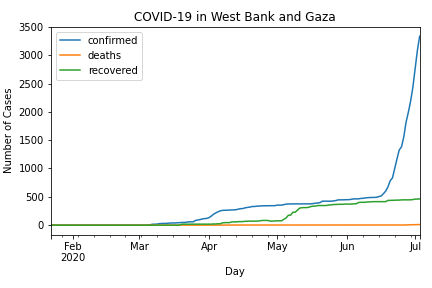 COVID-19 in West Bank and Gaza
confirmed
deaths
recovered
Number of Cases
3500
3000
2500
2000
1500
1000
500
0
Feb Mar Apr May Jun Jul
2020
Day